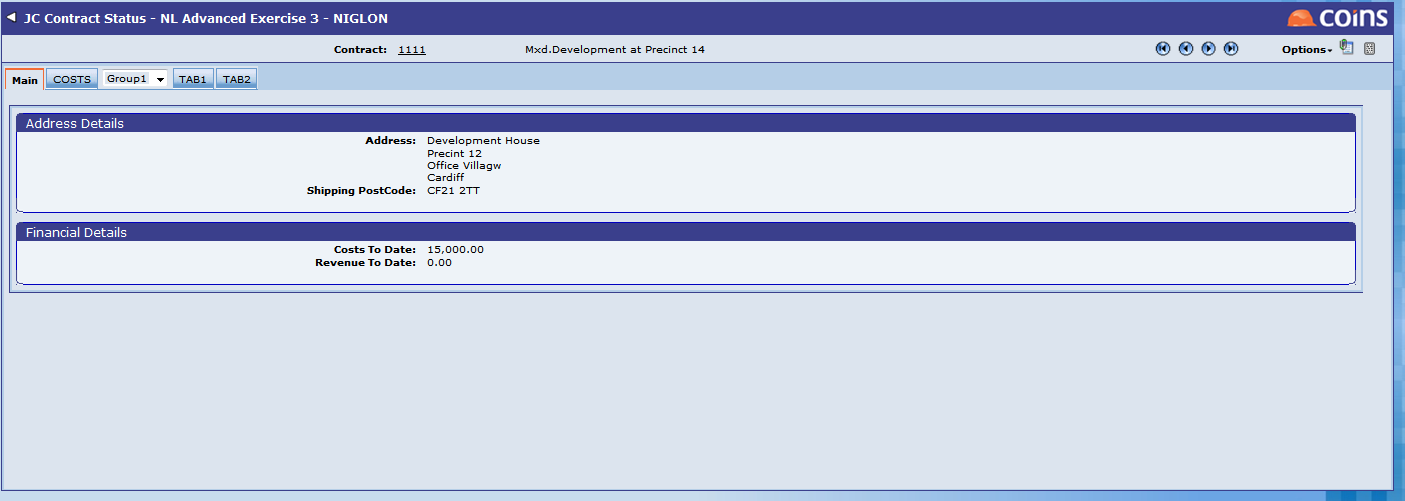 JC Contract Status - NL Advanced Exercise 3 - NIGLON
coins
Contract: 1111 Mxd.Development at Precinct 14
Options
Main COSTS Group1 TAB1 TAB2
Address Details
Address: Development House
Precint 12
Office Villagw
Cardiff
Shipping PostCode: CF21 2TT
Financial Details
Costs To Date: 15,000.00
Revenue To Date: 0.00